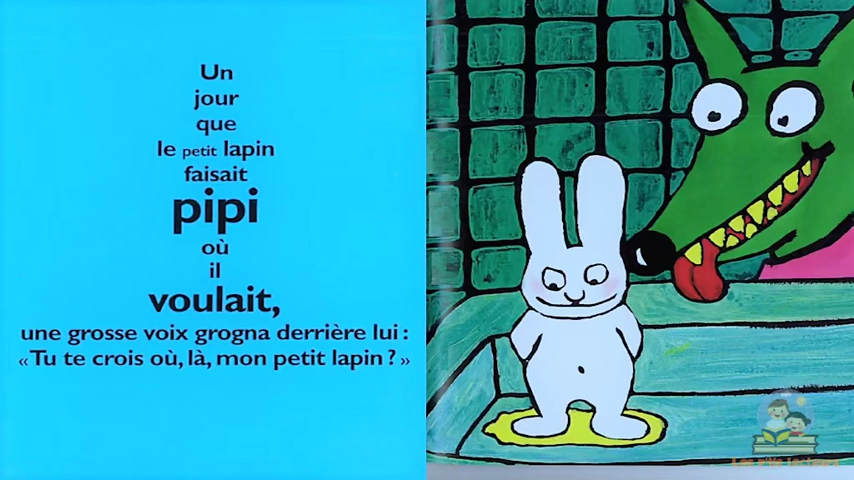 Un
jour
que
le petit lapin
faisait
pipi
où
il
voulait,
une grosse voix grogna derrière lui :
« Tu te crois où, là, mon petit lapin ? »